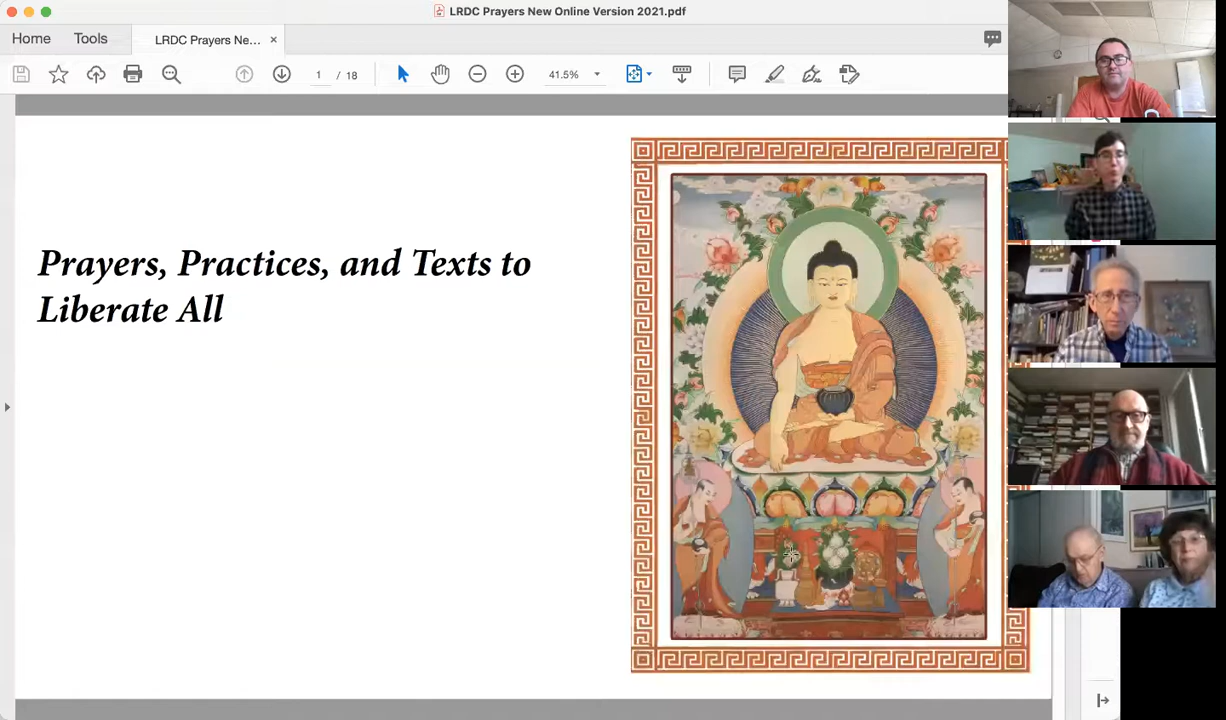 LRDC Prayers New Online Version 2021.pdf
Home
Tools
LRDC Prayers Ne...
1 / 18
41.5%
Prayers, Practices, and Texts to
Liberate All